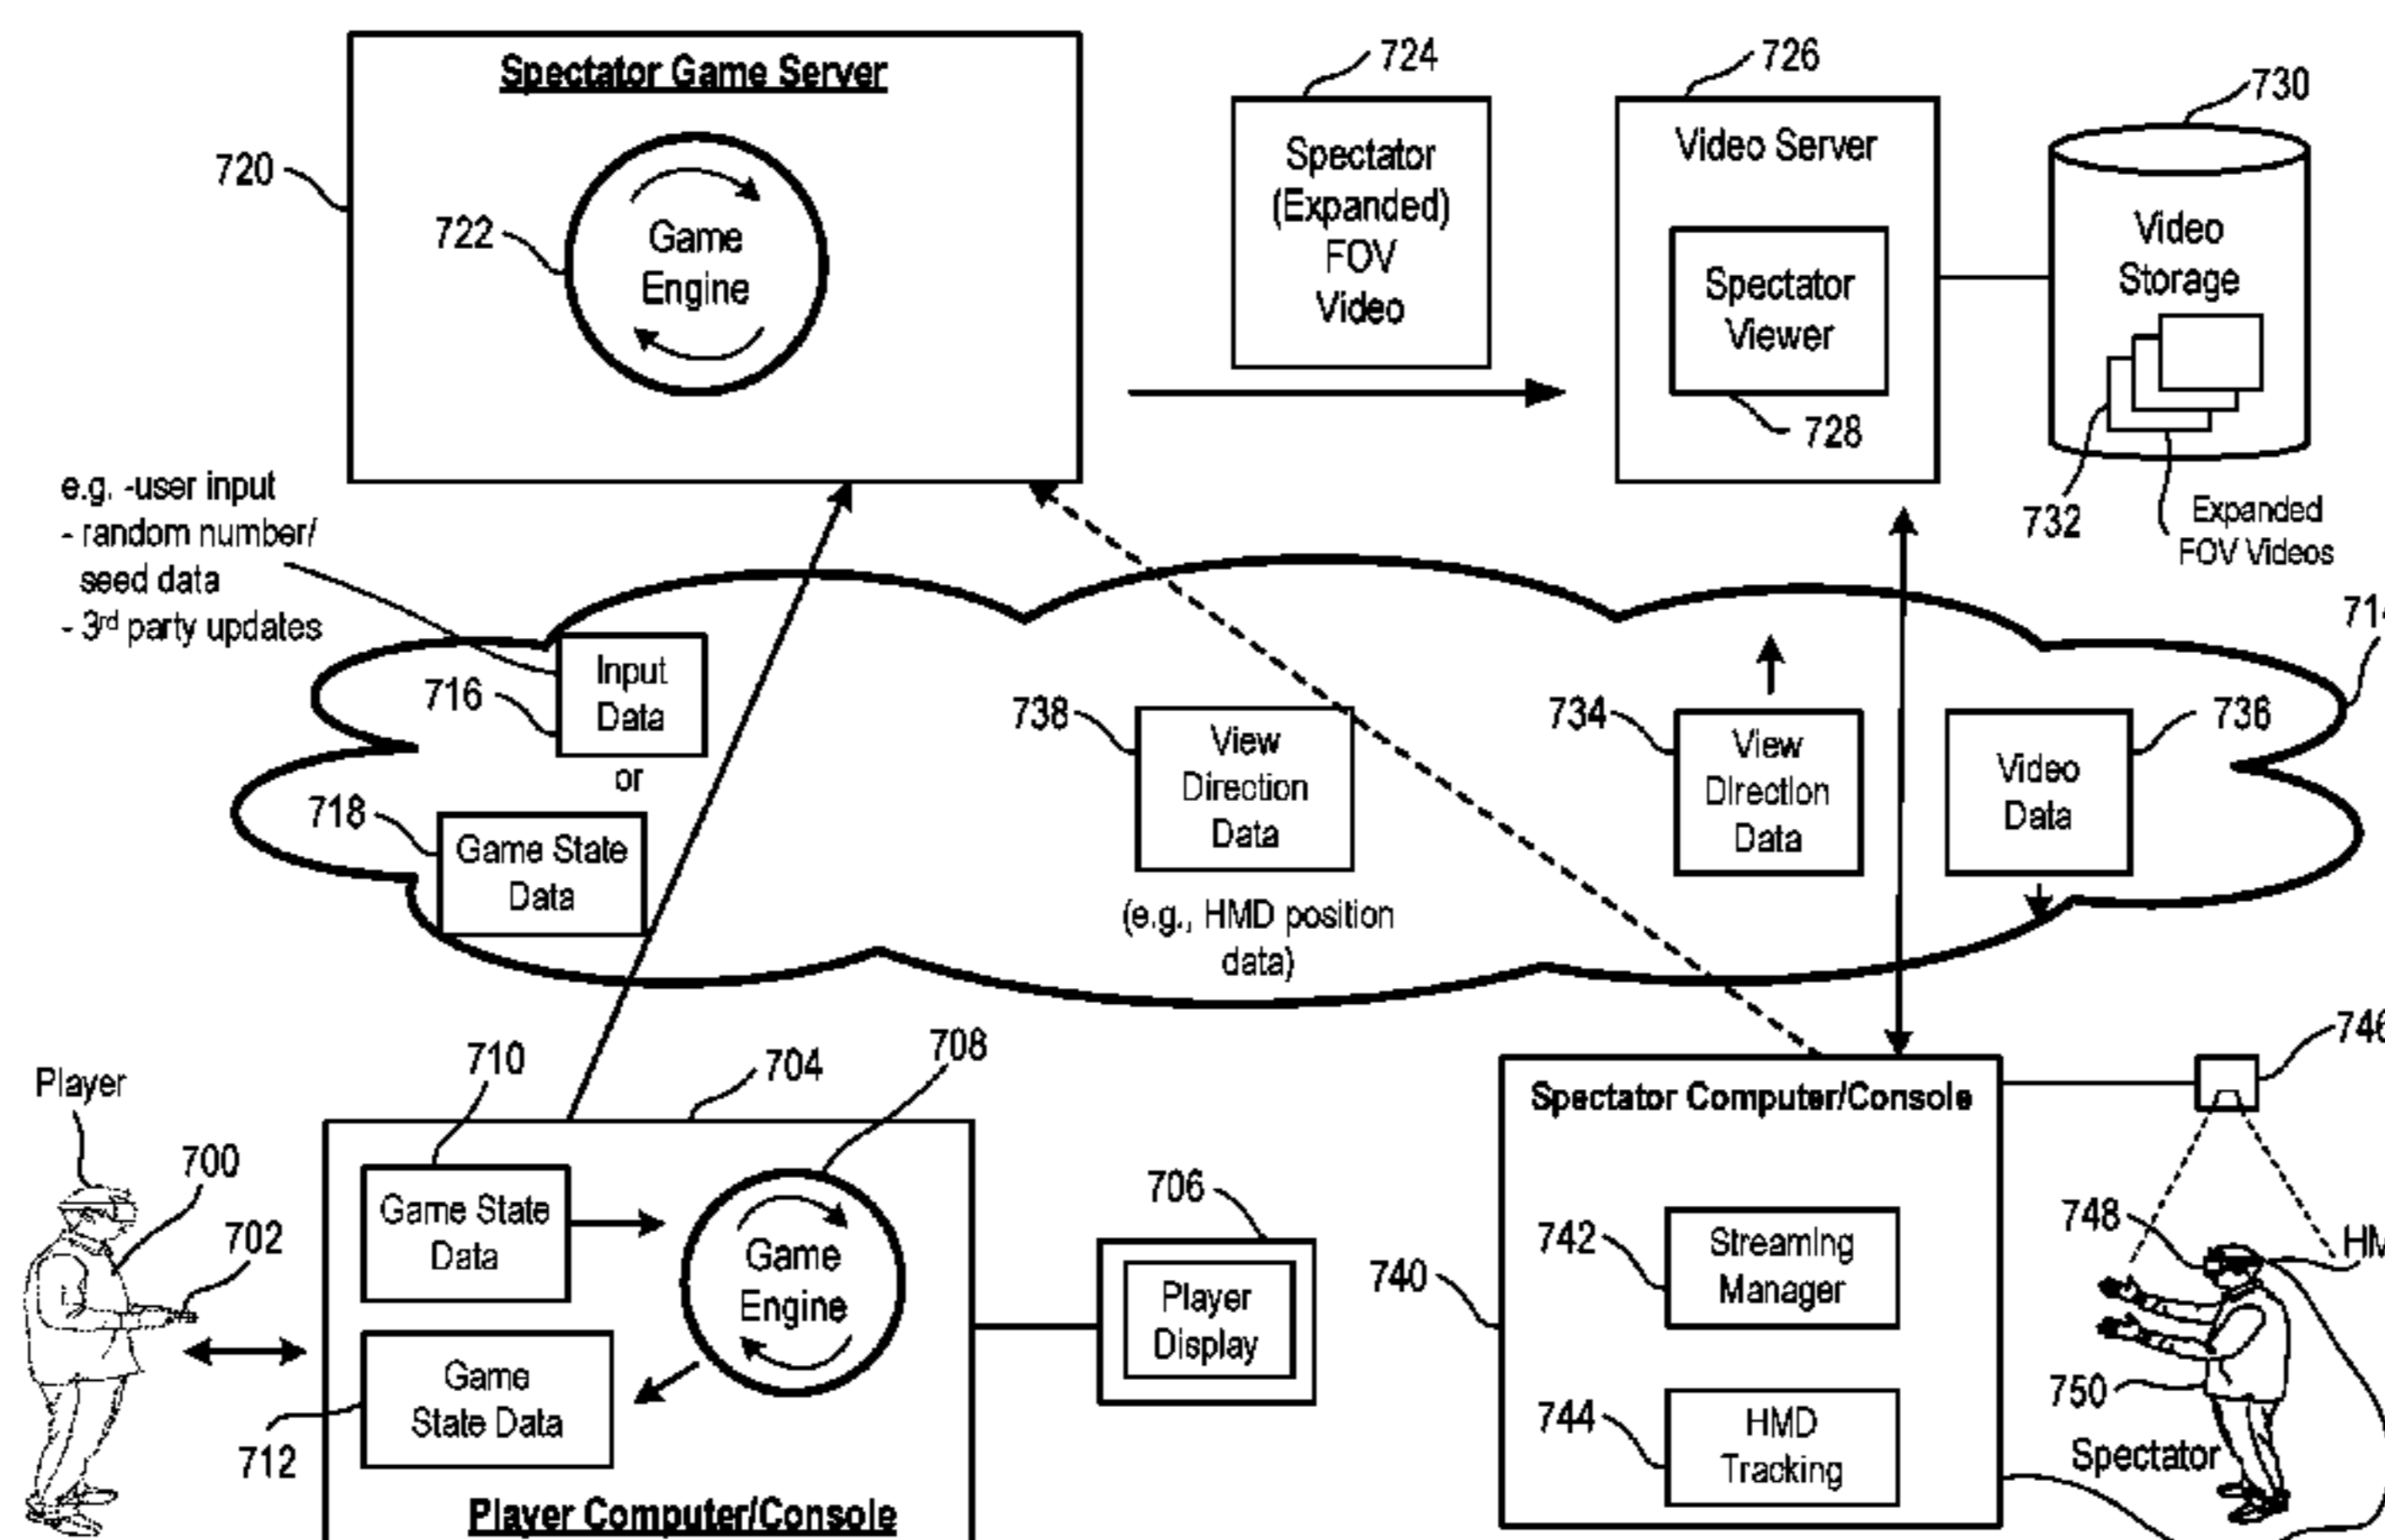 Spectator Game Server
720
722
Game
Engine
724
Spectator
(Expanded)
FOV
Video
726
Video Server
Spectator
Viewer
728
730
Video
Storage
732
Expanded
FOV Videos
e.g. -user input
- random number/
seed data
- 3rd party updates
Input
Data
716
or
718
Game State
Data
738
View
Direction
Data
(e.g., HMD position
data)
734
View
Direction
Data
736
Video
Data
714
Player
700
702
710
704
708
Game State
Data
Game
Engine
Game
State Data
712
Player Computer/Console
706
Player
Display
Spectator Computer/Console
740
742
Streaming
Manager
744
HMD
Tracking
746
748
HM
750
Spectator